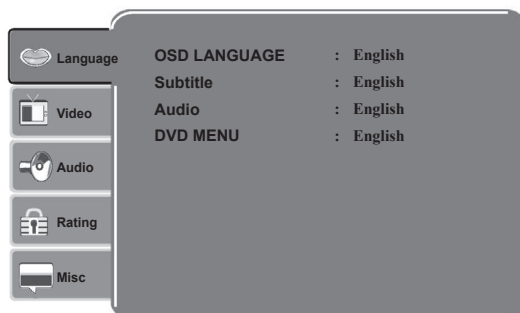 Language
Video
Audio
Rating
Misc
OSD LANGUAGE : English
Subtitle : English
Audio : English
DVD MENU : English